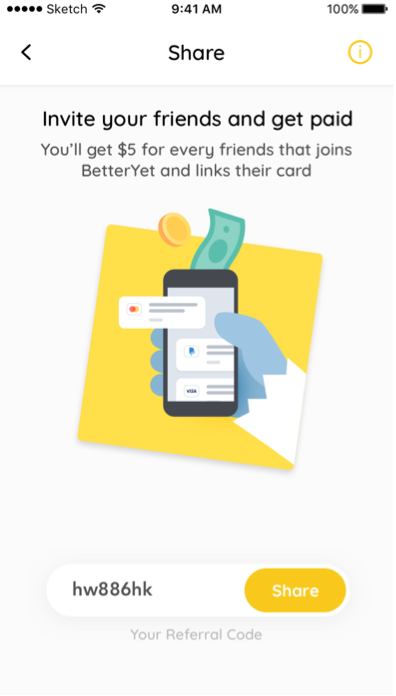 Sketch 9:41 AM 100%
Share
Invite your friends and get paid
You'll get $5 for every friends that joins
BetterYet and links their card
VISA
hw886hk Share
Your Referral Code